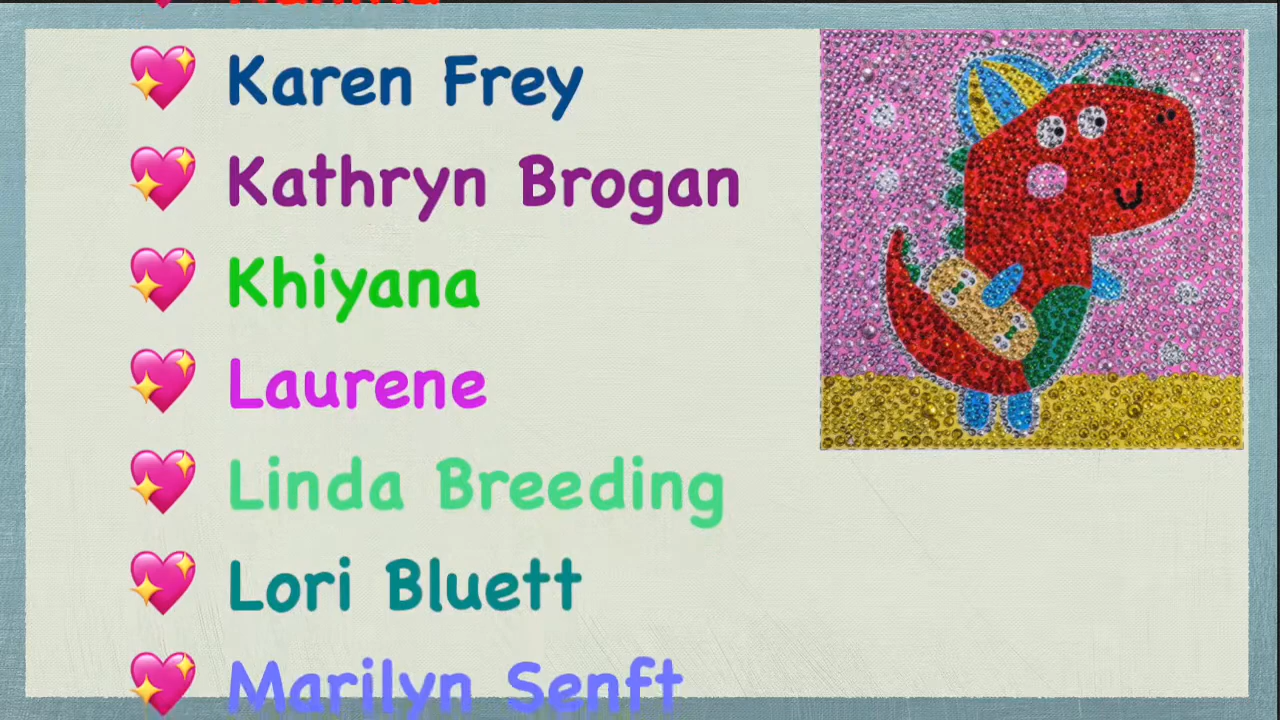 Karen Frey
Kathryn Brogan
Khiyana
Laurene
Linda Breeding
Lori Bluett
Marilyn Senft